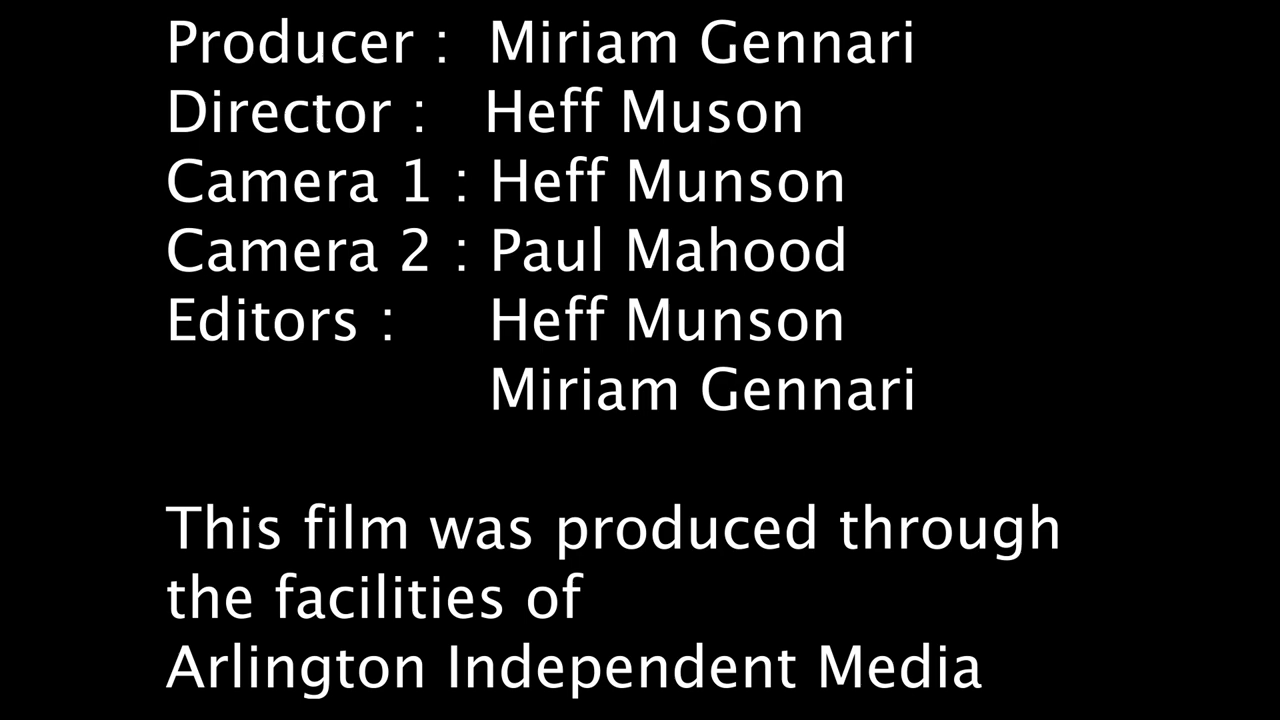 Producer : Miriam Gennari
Director : Heff Muson
Camera 1 : Heff Munson
Camera 2 : Paul Mahood
Editors : Heff Munson
Miriam Gennari
This film was produced through
the facilities of
Arlington Independent Media